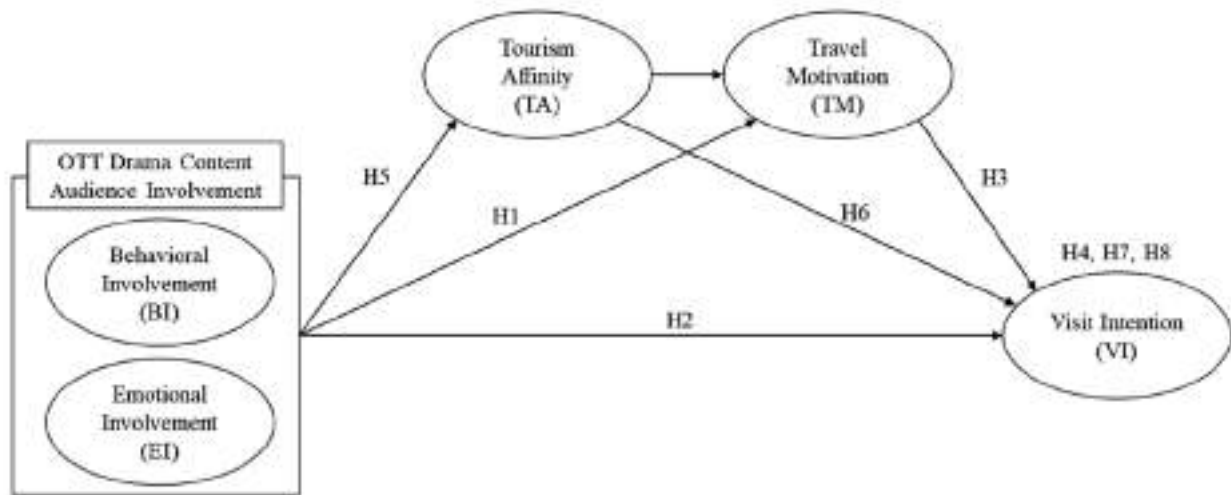 Tourism
Affinity
(TA)
Travel
Motivation
(TM)
OTT Drama Content
Audience Involvement
H5
H1
H6
H3
Behavioral
Involvement
(BI)
H4, H7, H8
H2
Visit Intention
(VI)
Emotional
Involvement
(EI)